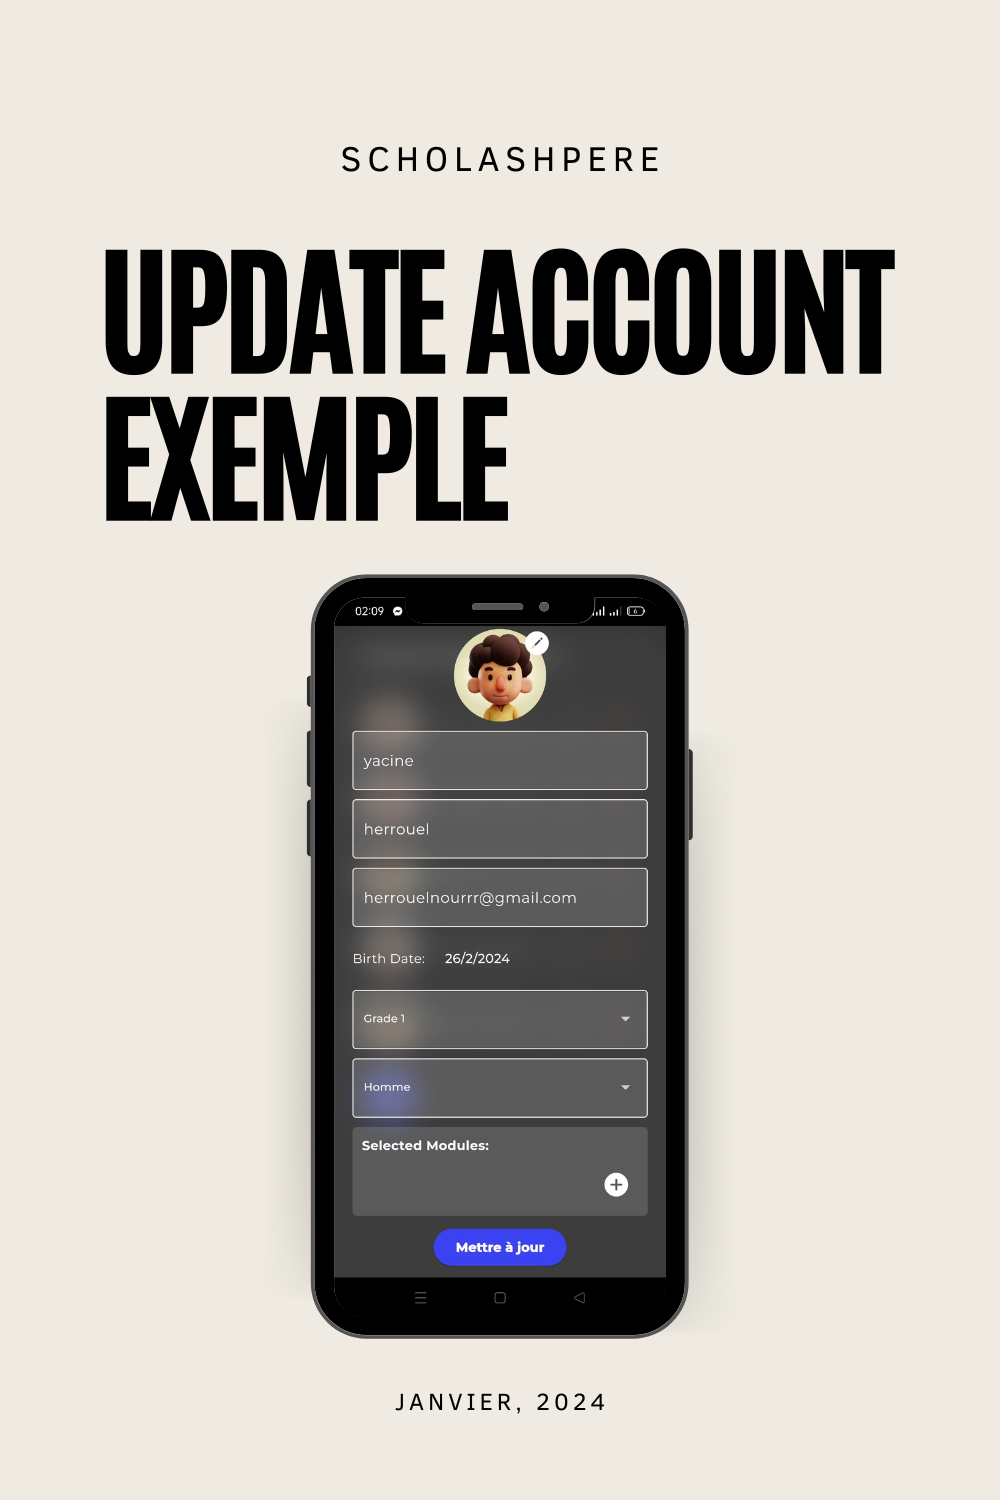 SCHOLASHPERE
UPDATE ACCOUNT
EXEMPLE
02:09
6
yacine
herrouel
herrouelnourrr@gmail.com
Birth Date: 26/2/2024
Grade 1
Homme
Selected Modules:
Mettre à jour
JANVIER, 2024